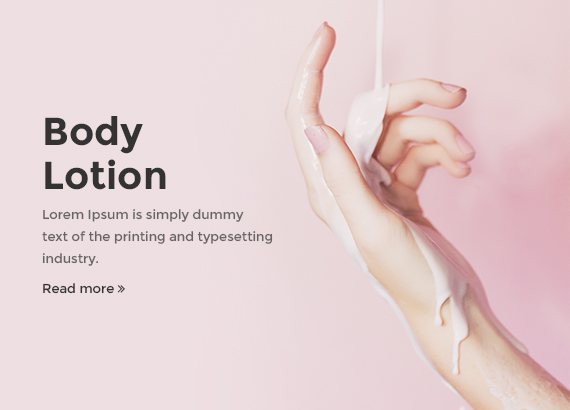 Body
Lotion
Lorem Ipsum is simply dummy
text of the printing and typesetting
industry.
Read more »